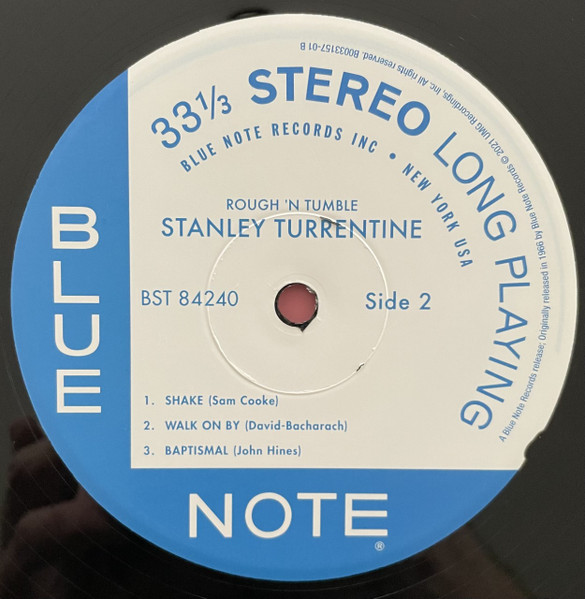 33⅓ STEREO LONG PLAYING
BLUE NOTE RECORDS INC • NEW YORK USA
A Blue Note Records release; Originally released in 1966 by Blue Note Records © 2021 UMG Recordings, Inc. All rights reserved. B0033157-01 B
ROUGH 'N TUMBLE
STANLEY TURRENTINE
BST 84240
Side 2
1. SHAKE (Sam Cooke)
2. WALK ON BY (David-Bacharach)
3. BAPTISMAL (John Hines)
BLUE
NOTE®